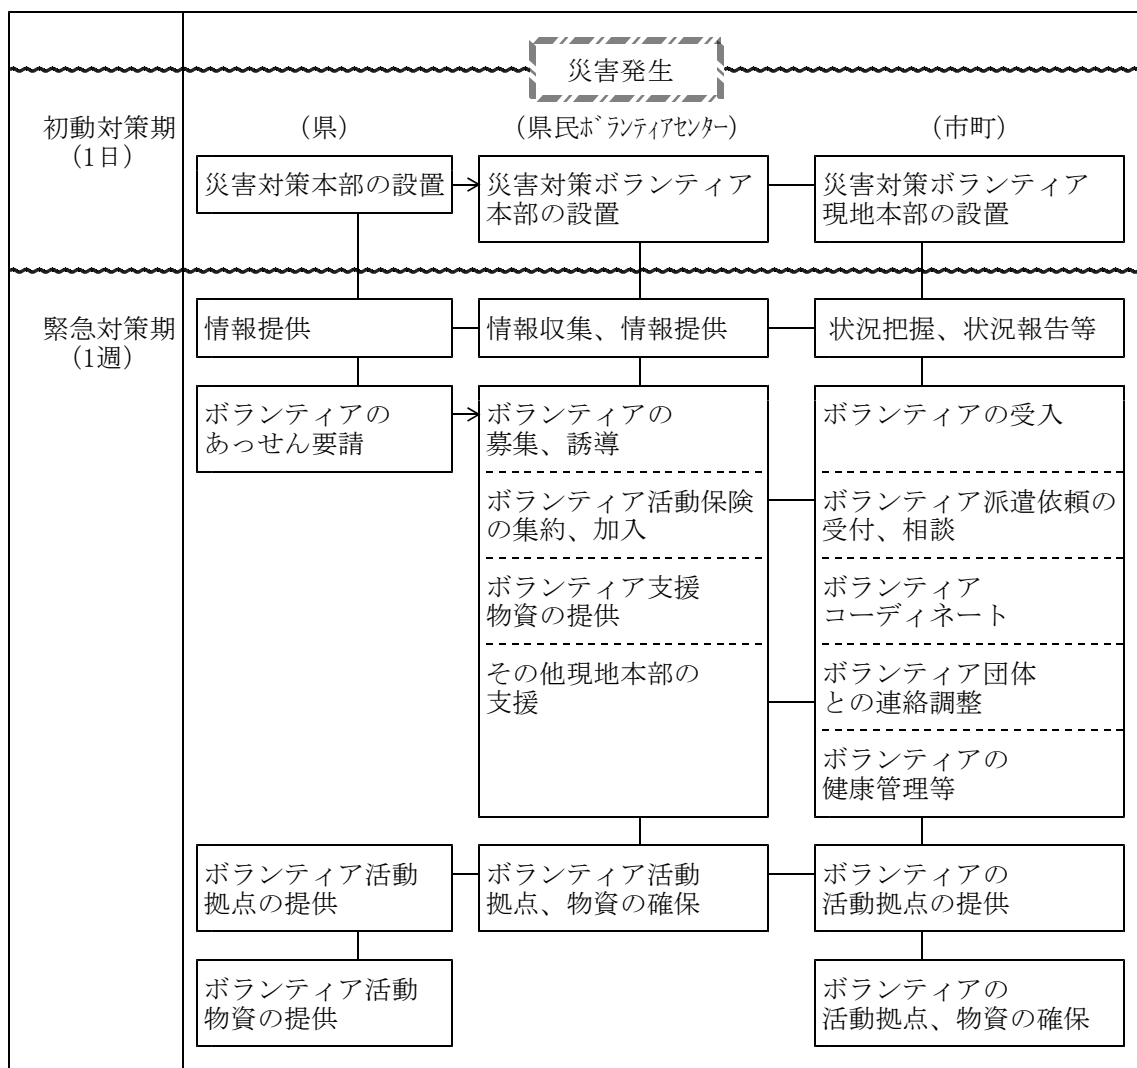 災害発生
初動対策期
(1日)
(県)
(県民ボランティアセンター)
(市町)
災害対策本部の設置
災害対策ボランティア
本部の設置
災害対策ボランティア
現地本部の設置
緊急対策期
(1週)
情報提供
情報収集、情報提供
状況把握、状況報告等
ボランティアの
あっせん要請
ボランティアの
募集、誘導
ボランティア活動保険
の集約、加入
ボランティア支援
物資の提供
その他現地本部の
支援
ボランティアの受入
ボランティア派遣依頼の
受付、相談
ボランティア
コーディネート
ボランティア団体
との連絡調整
ボランティアの
健康管理等
ボランティア活動
拠点の提供
ボランティア活動
拠点、物資の確保
ボランティアの
活動拠点の提供
ボランティア活動
物資の提供
ボランティアの
活動拠点、物資の確保